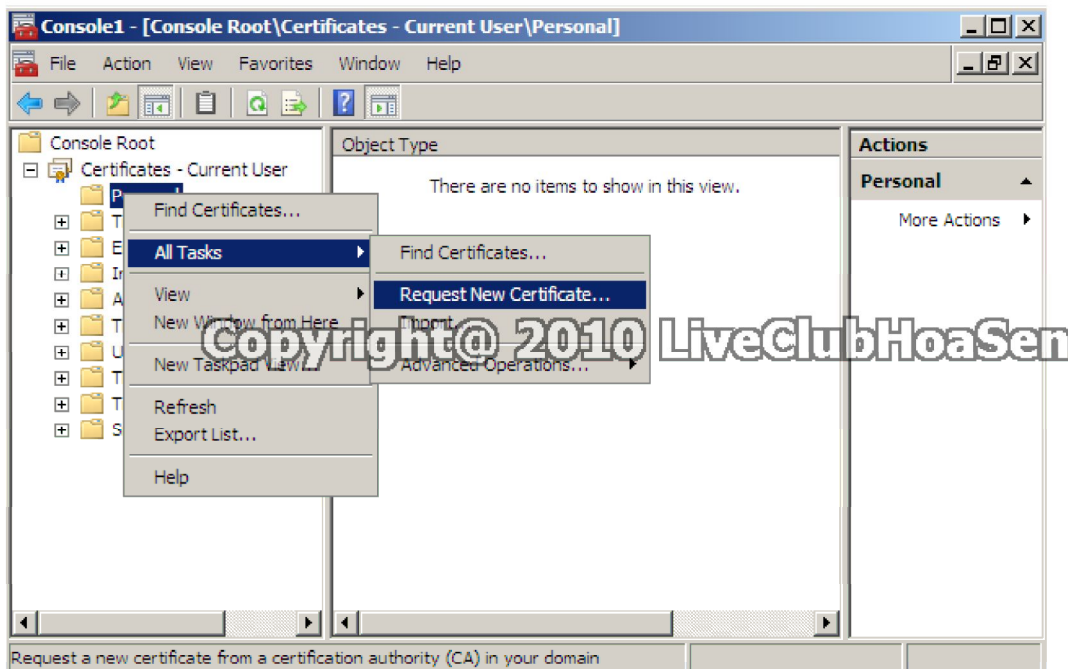 Console1 - [Console Root\Certificates - Current User\Personal]
File Action View Favorites Window Help
Console Root
Certificates - Current User
Object Type
There are no items to show in this view.
Actions
Personal
More Actions
Find Certificates...
All Tasks
View
New Window from Here
New Taskpad View...
Refresh
Export List...
Help
Find Certificates...
Request New Certificate...
Import...
Advanced Operations...
Copyright@ 2010 LiveClubHoaSen
Request a new certificate from a certification authority (CA) in your domain